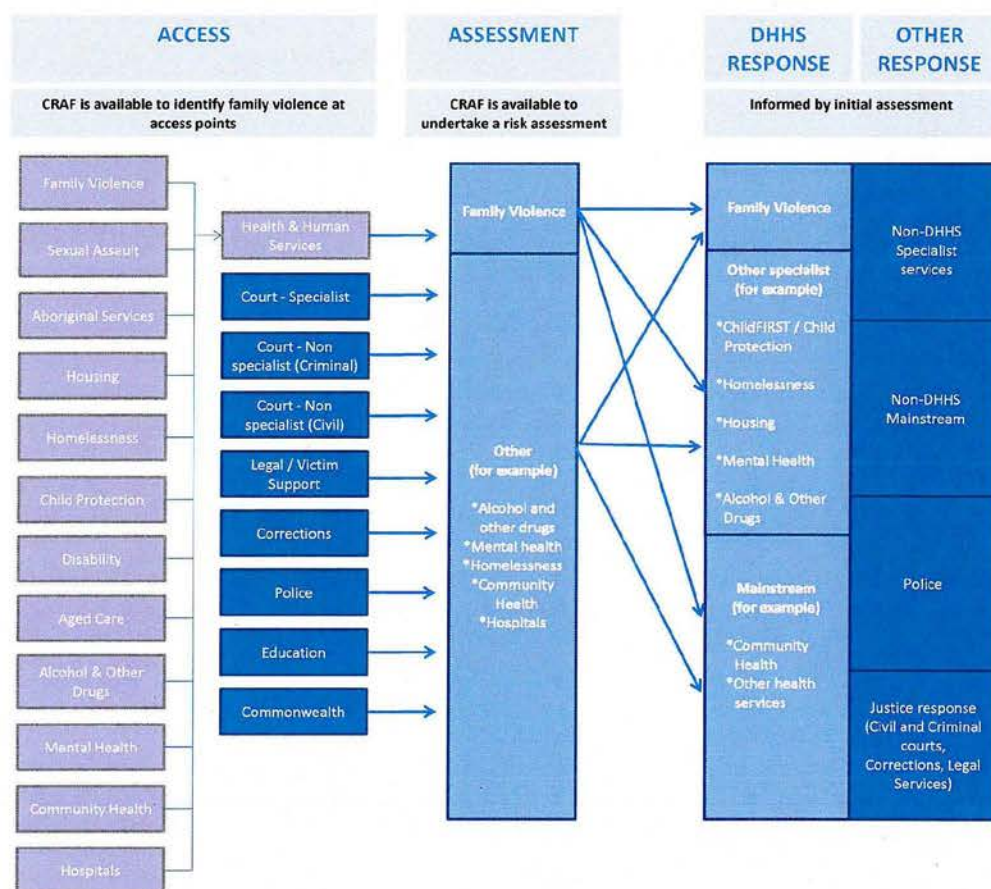 ACCESS
ASSESSMENT
DHHS
RESPONSE
OTHER
RESPONSE
CRAF is available to identify family violence at
access points
CRAF is available to
undertake a risk assessment
Informed by initial assessment
Family Violence
Sexual Assault
Aboriginal Services
Housing
Homelessness
Child Protection
Disability
Aged Care
Alcohol & Other
Drugs
Mental Health
Community Health
Hospitals
Health & Human
Services
Court - Specialist
Court - Non
specialist (Criminal)
Court - Non
specialist (Civil)
Legal / Victim
Support
Corrections
Police
Education
Commonwealth
Family Violence
Other
(for example)
*Alcohol and
other drugs
*Mental health
*Homelessness
*Community
Health
*Hospitals
Family Violence
Other specialist
(for example)
*ChildFIRST / Child
Protection
*Homelessness
*Housing
*Mental Health
*Alcohol & Other
Drugs
Mainstream
(for example)
*Community
Health
*Other health
services
Non-DHHS
Specialist
services
Non-DHHS
Mainstream
Police
Justice response
(Civil and Criminal
courts,
Corrections, Legal
Services)